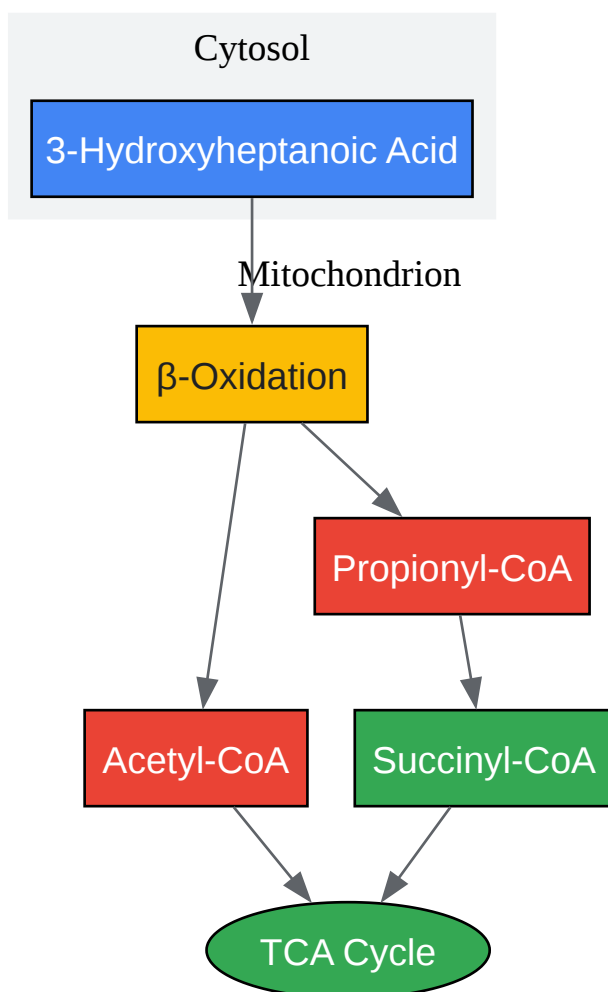 Cytosol
3-Hydroxyheptanoic Acid
Mitochondrion
β-Oxidation
Propionyl-CoA
Acetyl-CoA
Succinyl-CoA
TCA Cycle